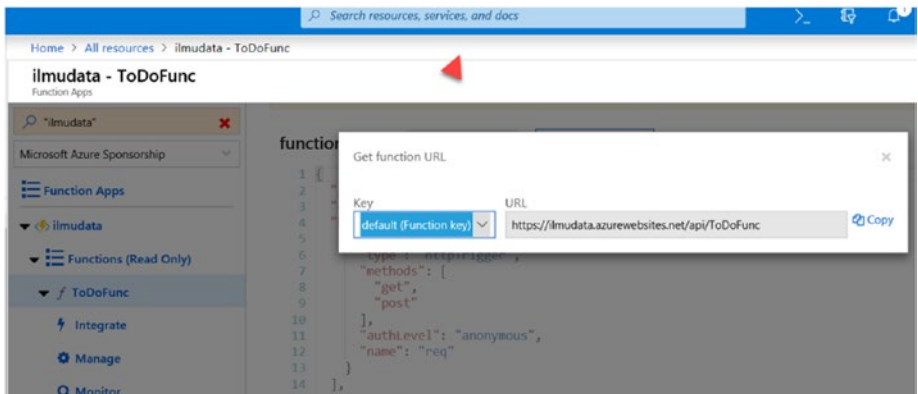 Search resources, services, and docs
Home > All resources > ilmudata - ToDoFunc
ilmudata - ToDoFunc
Function Apps
"ilmudata"
Microsoft Azure Sponsorship
Function Apps
ilmudata
Functions (Read Only)
ToDoFunc
Integrate
Manage
Monitor
function
Get function URL
Key
URL
default (Function key)
https://ilmudata.azurewebsites.net/api/ToDoFunc
Copy
1 {
2 "
3 "
4 "
5
6 "type": "httpTrigger",
7 "methods": [
8 "get",
9 "post"
10 ],
11 "authLevel": "anonymous",
12 "name": "req"
13 }
14 ],